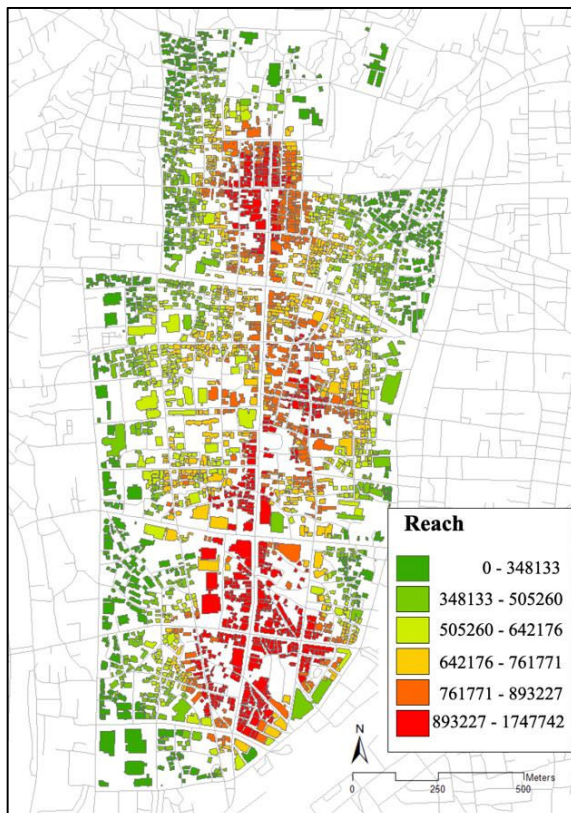 Reach
0 - 348133
348133 - 505260
505260 - 642176
642176 - 761771
761771 - 893227
893227 - 1747742
N
Meters
0 250 500